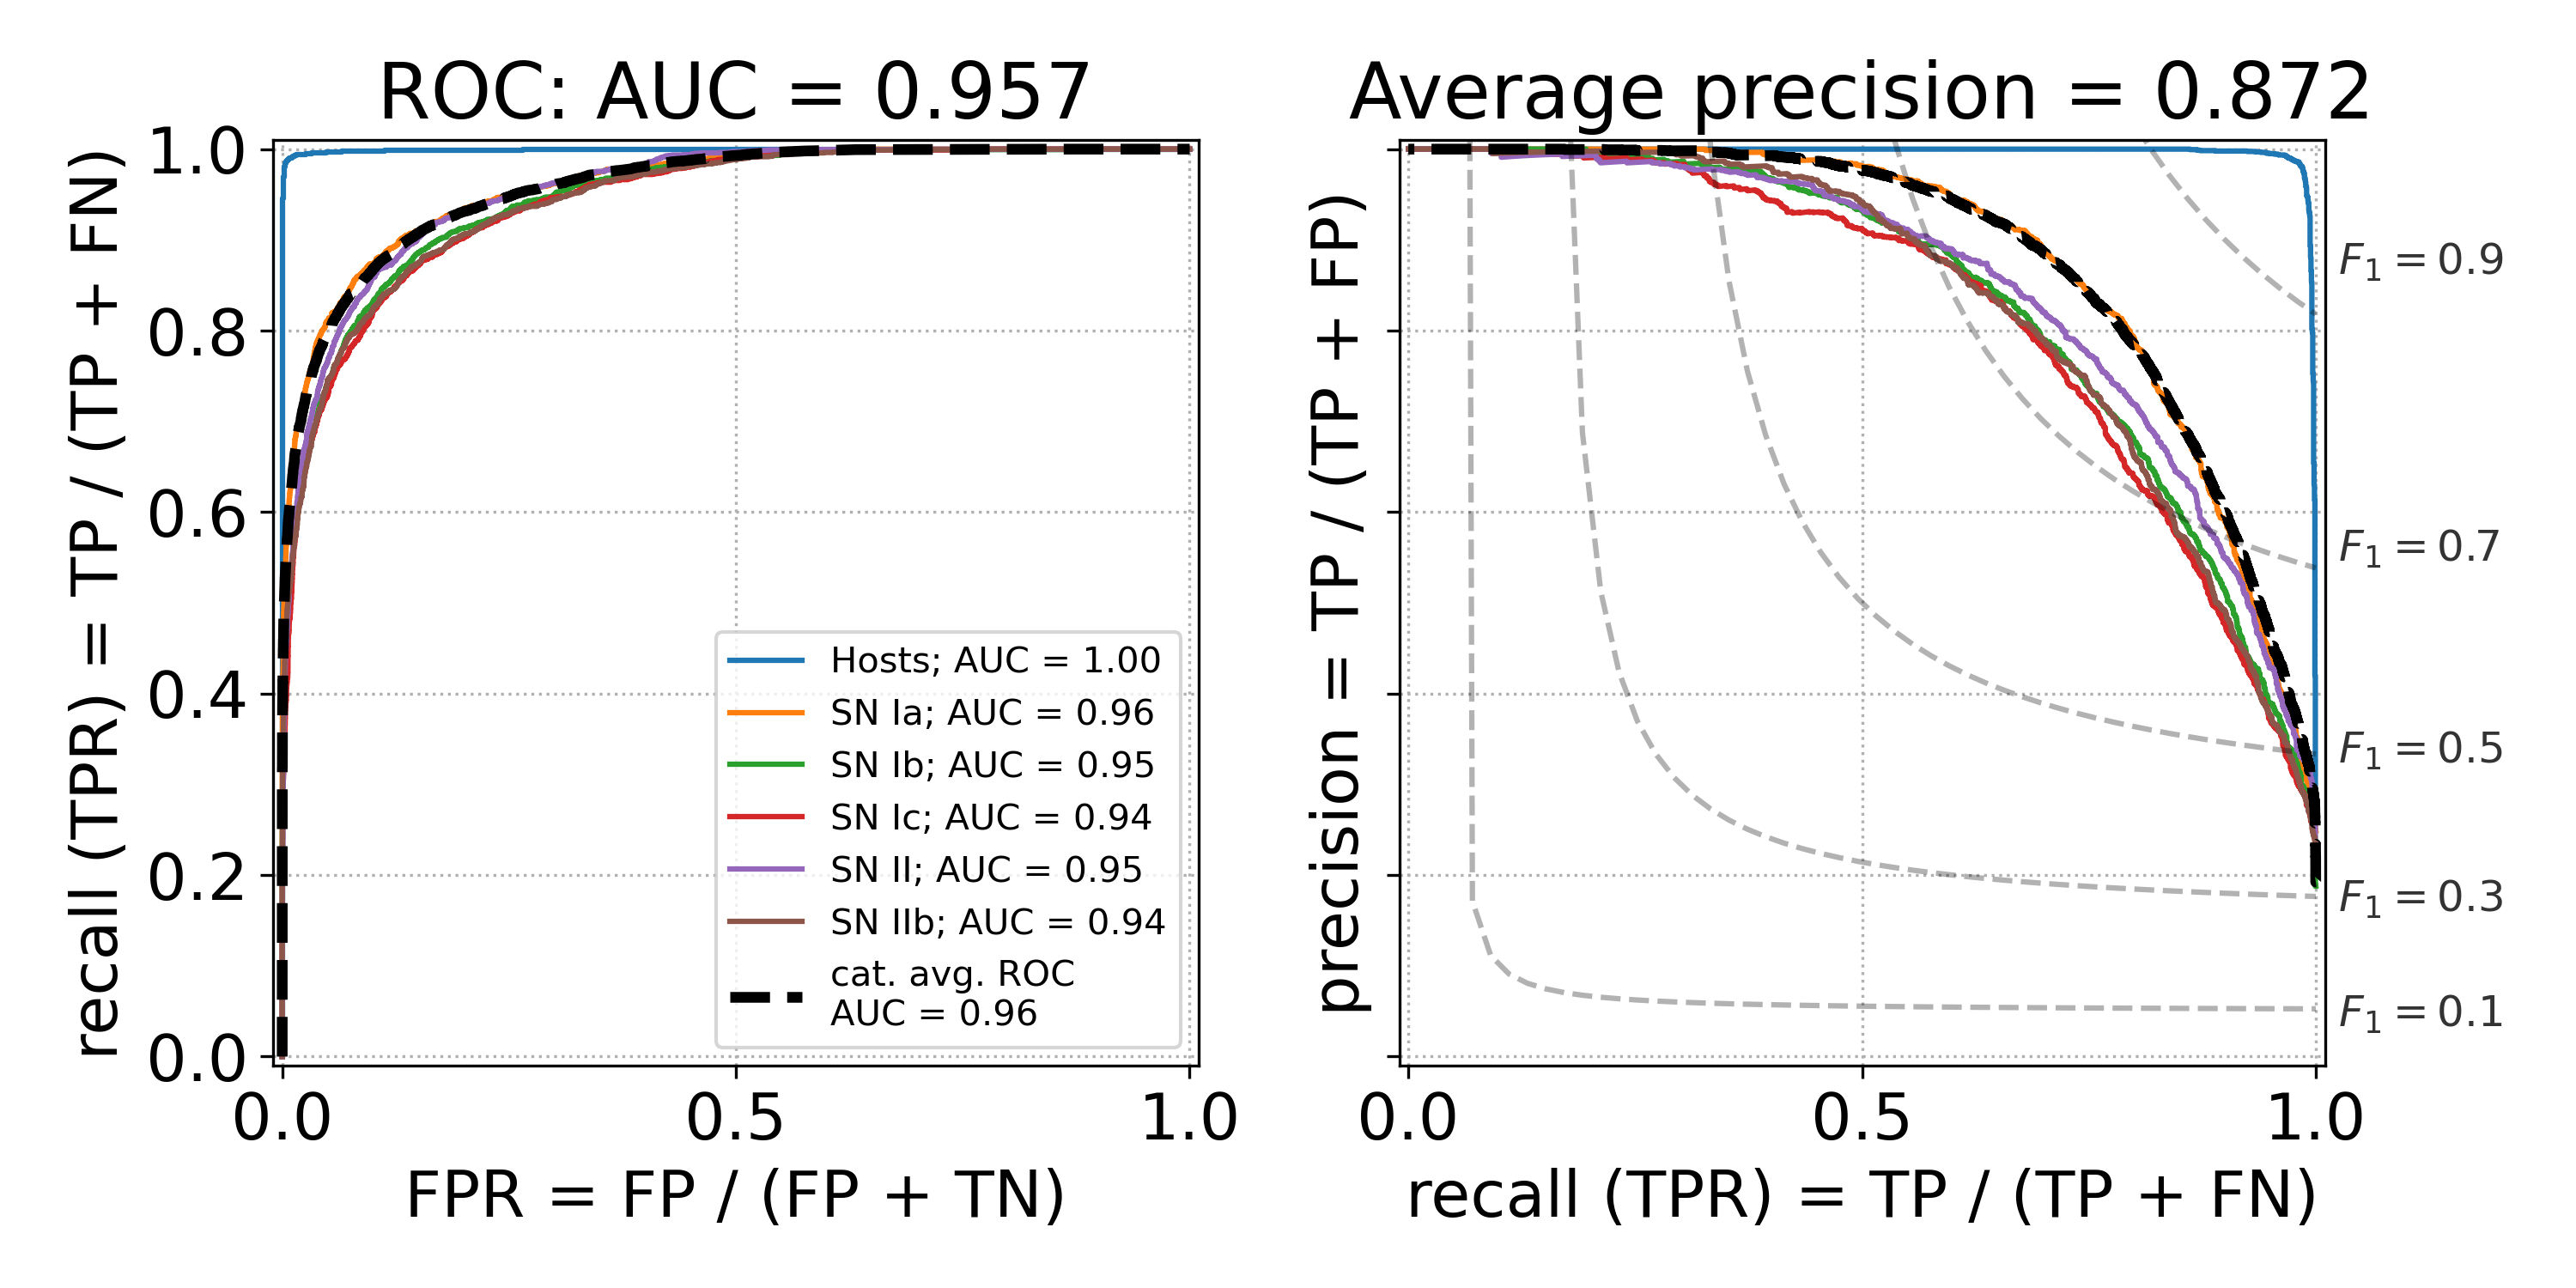 ROC: AUC = 0.957
recall (TPR) = TP / (TP + FN)
1.0
0.8
0.6
0.4
0.2
0.0
0.0
0.5
1.0
FPR = FP / (FP + TN)
Hosts; AUC = 1.00
SN Ia; AUC = 0.96
SN Ib; AUC = 0.95
SN Ic; AUC = 0.94
SN II; AUC = 0.95
SN IIb; AUC = 0.94
cat. avg. ROC
AUC = 0.96
Average precision = 0.872
precision = TP / (TP + FP)
F₁ = 0.9
F₁ = 0.7
F₁ = 0.5
F₁ = 0.3
F₁ = 0.1
0.0
0.5
1.0
recall (TPR) = TP / (TP + FN)